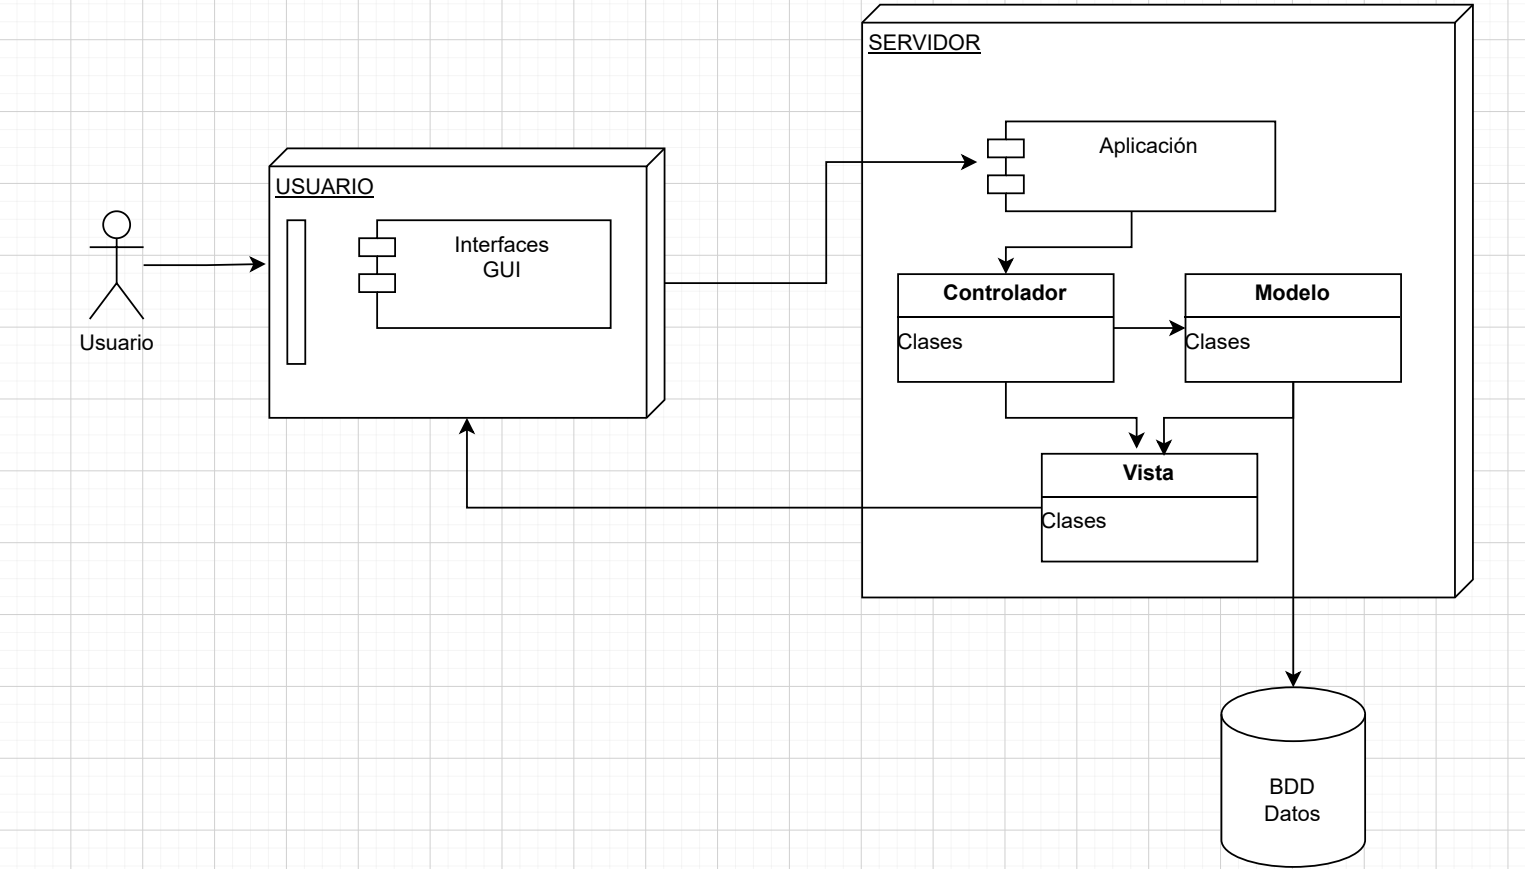 SERVIDOR
Aplicación
USUARIO
Interfaces
GUI
Usuario
Controlador
Clases
Modelo
Clases
Vista
Clases
BDD
Datos